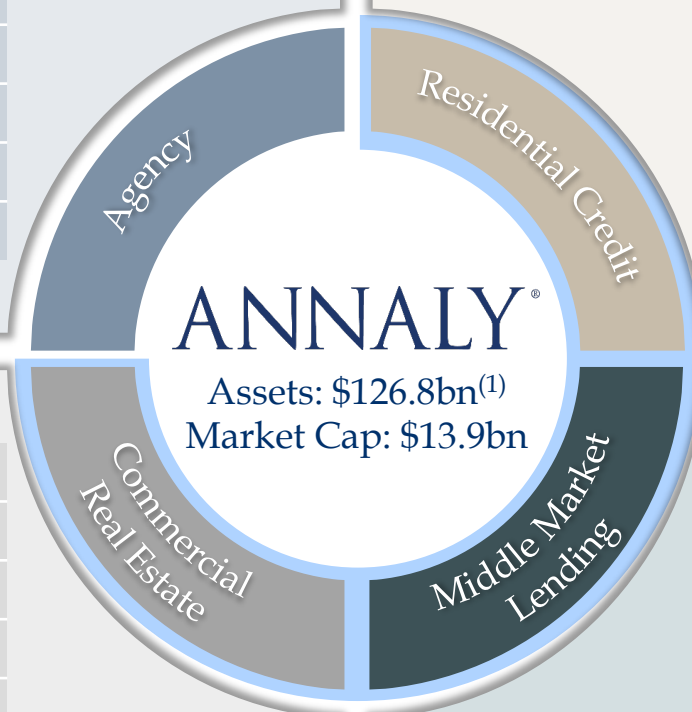 Agency
Residential Credit
ANNALY®
Assets: $126.8bn(1)
Market Cap: $13.9bn
Commercial
Real Estate
Middle Market
Lending